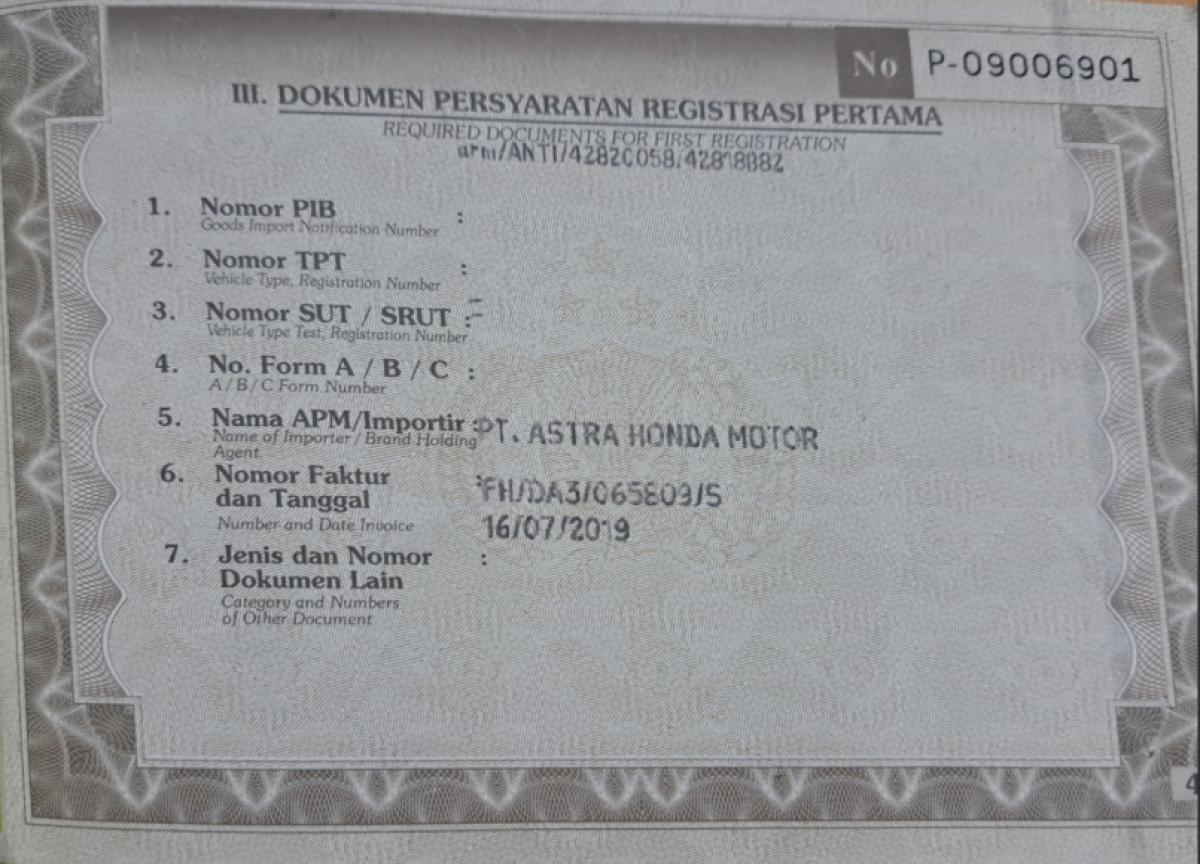 No P-09006901
III. DOKUMEN PERSYARATAN REGISTRASI PERTAMA
REQUIRED DOCUMENTS FOR FIRST REGISTRATION
1. Nomor PIB :
Goods Import Notification Number
2. Nomor TPT :
Vehicle Type, Registration Number
3. Nomor SUT / SRUT : -
Vehicle Type Test, Registration Number
4. No. Form A / B / C :
A / B / C Form Number
5. Nama APM/Importir : PT. ASTRA HONDA MOTOR
Name of Importer / Brand Holding
Agent
6. Nomor Faktur : FH/DA3/065809/S
dan Tanggal
Number and Date Invoice 16/07/2019
7. Jenis dan Nomor :
Dokumen Lain
Category and Numbers
of Other Document
4